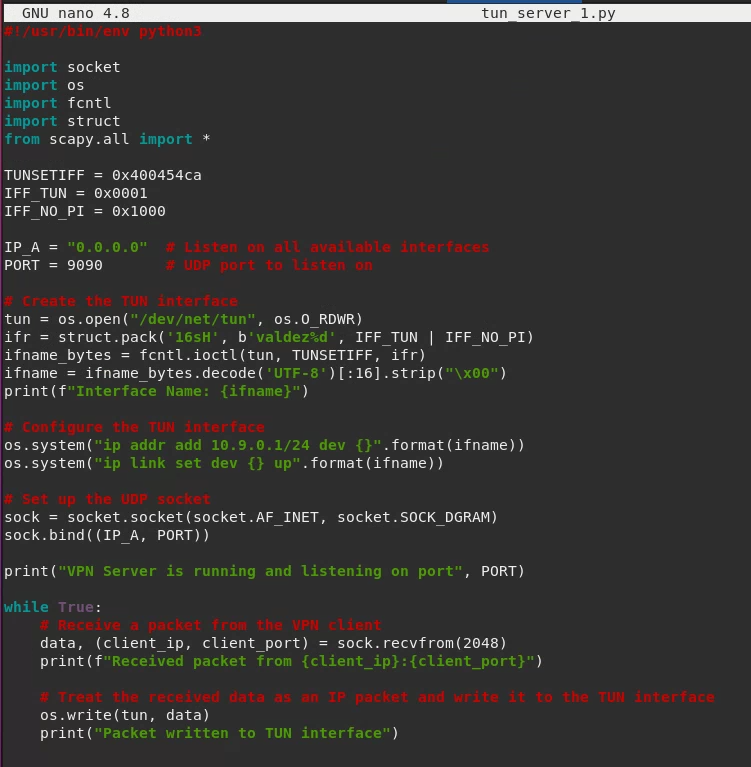 GNU nano 4.8 tun_server_1.py
#!/usr/bin/env python3
import socket
import os
import fcntl
import struct
from scapy.all import *
TUNSETIFF = 0x400454ca
IFF_TUN = 0x0001
IFF_NO_PI = 0x1000
IP_A = "0.0.0.0"  # Listen on all available interfaces
PORT = 9090       # UDP port to listen on
# Create the TUN interface
tun = os.open("/dev/net/tun", os.O_RDWR)
ifr = struct.pack('16sH', b'valdez%d', IFF_TUN | IFF_NO_PI)
ifname_bytes = fcntl.ioctl(tun, TUNSETIFF, ifr)
ifname = ifname_bytes.decode('UTF-8')[:16].strip("\x00")
print(f"Interface Name: {ifname}")
# Configure the TUN interface
os.system("ip addr add 10.9.0.1/24 dev {}".format(ifname))
os.system("ip link set dev {} up".format(ifname))
# Set up the UDP socket
sock = socket.socket(socket.AF_INET, socket.SOCK_DGRAM)
sock.bind((IP_A, PORT))
print("VPN Server is running and listening on port", PORT)
while True:
    # Receive a packet from the VPN client
    data, (client_ip, client_port) = sock.recvfrom(2048)
    print(f"Received packet from {client_ip}:{client_port}")
    # Treat the received data as an IP packet and write it to the TUN interface
    os.write(tun, data)
    print("Packet written to TUN interface")